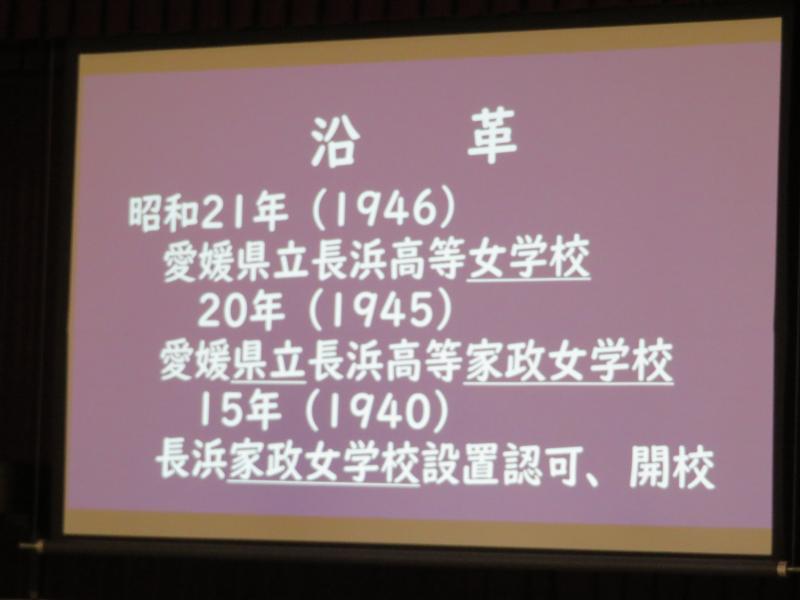 沿　革
昭和21年（1946）
愛媛県立長浜高等女学校
20年（1945）
愛媛県立長浜高等家政女学校
15年（1940）
長浜家政女学校設置認可、開校